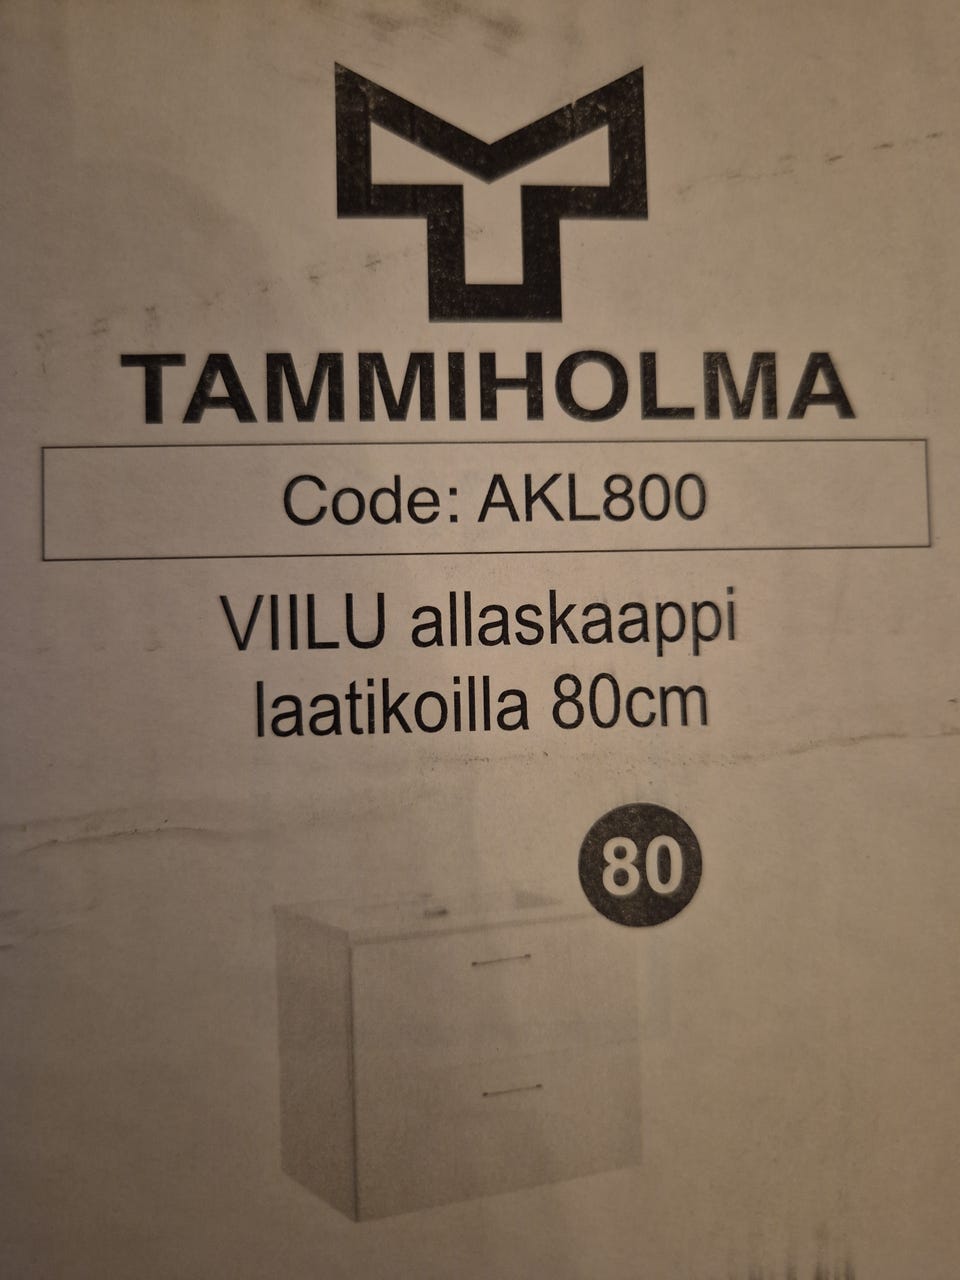 TAMMIHOLMA
Code: AKL800
VIILU allaskaappi
laatikoilla 80cm
80